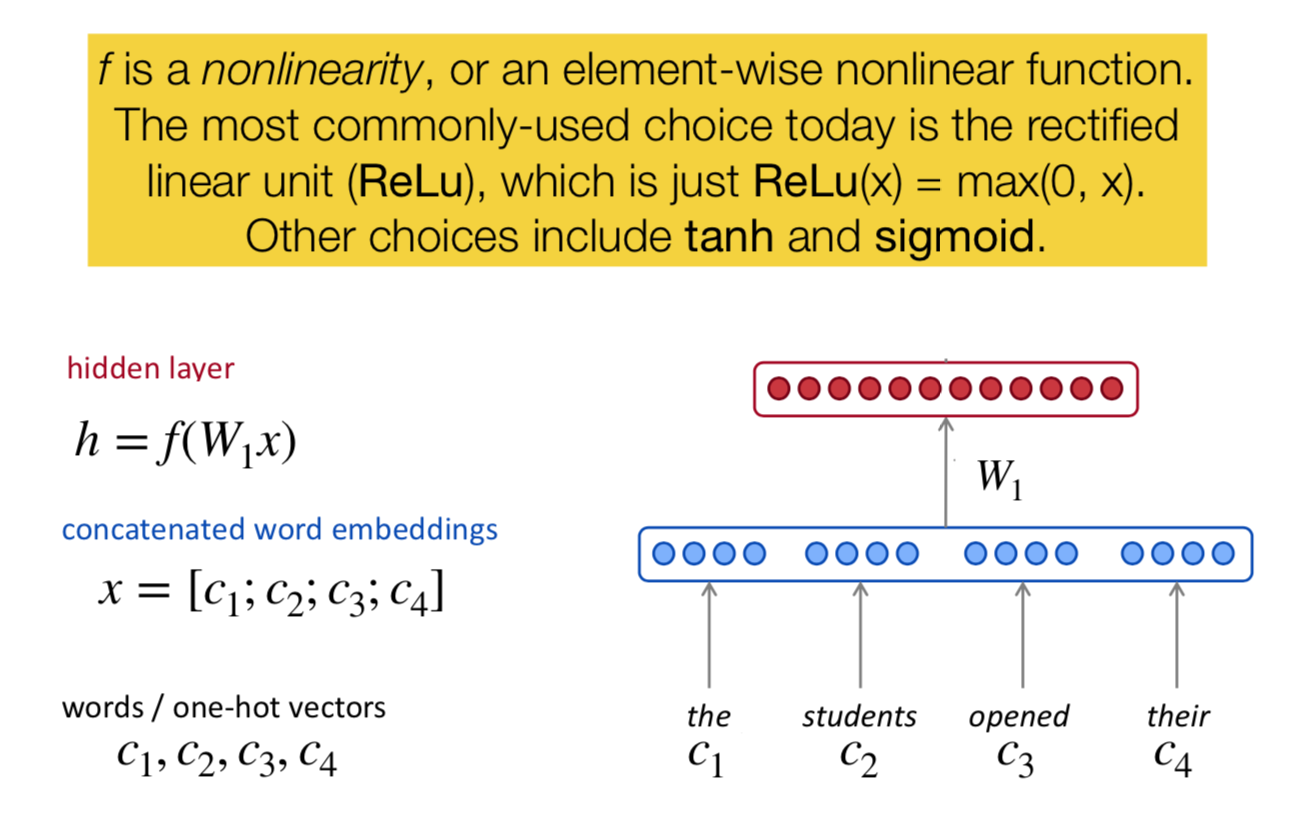 f is a nonlinearity, or an element-wise nonlinear function.
The most commonly-used choice today is the rectified
linear unit (ReLu), which is just ReLu(x) = max(0, x).
Other choices include tanh and sigmoid.
hidden layer
h = f(W₁x)
W₁
concatenated word embeddings
x = [c₁; c₂; c₃; c₄]
words / one-hot vectors
c₁, c₂, c₃, c₄
the students opened their
c₁ c₂ c₃ c₄